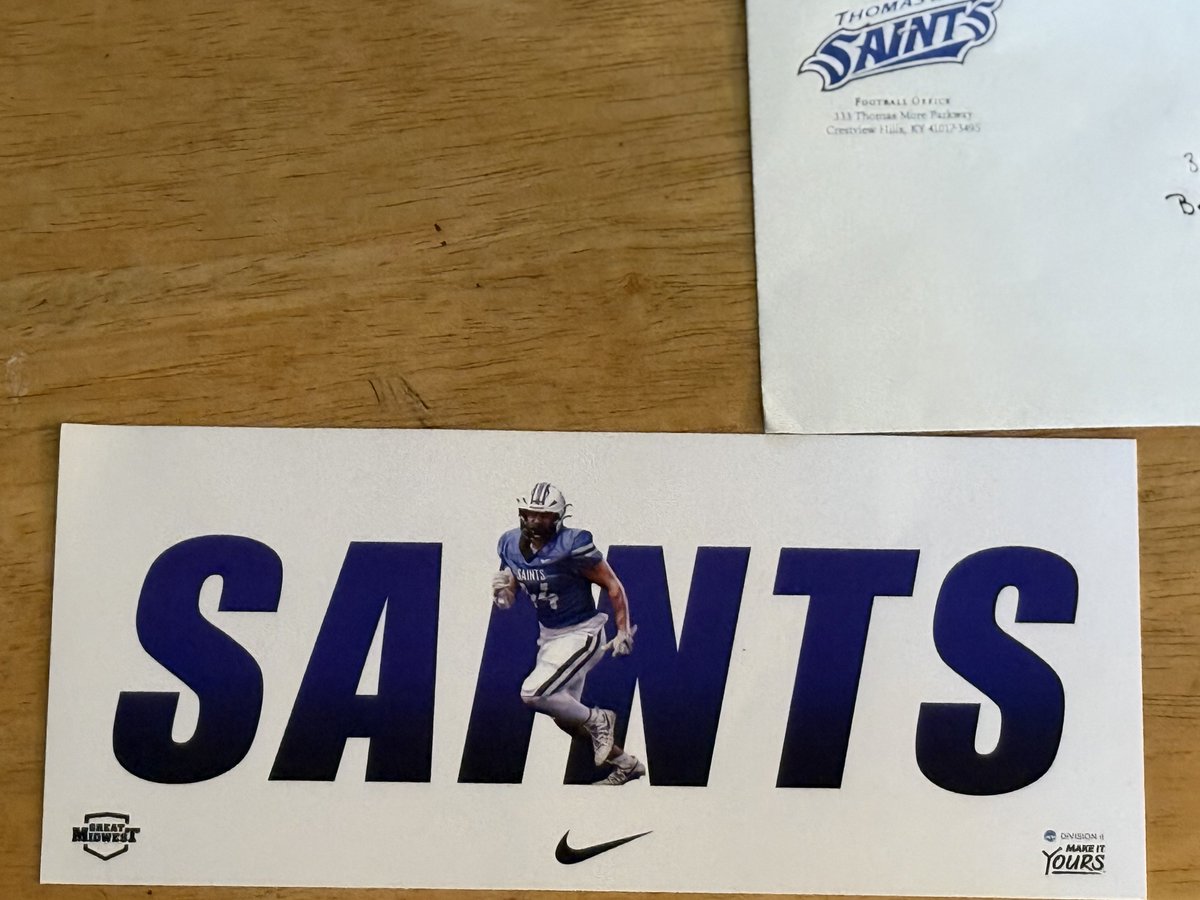 THOMAS
SAINTS
FOOTBALL OFFICE
333 Thomas More Parkway
Crestview Hills, KY 41017-3495
SAINTS
SAINTS
GREAT
MIDWEST
DIVISION II
MAKE IT
YOURS